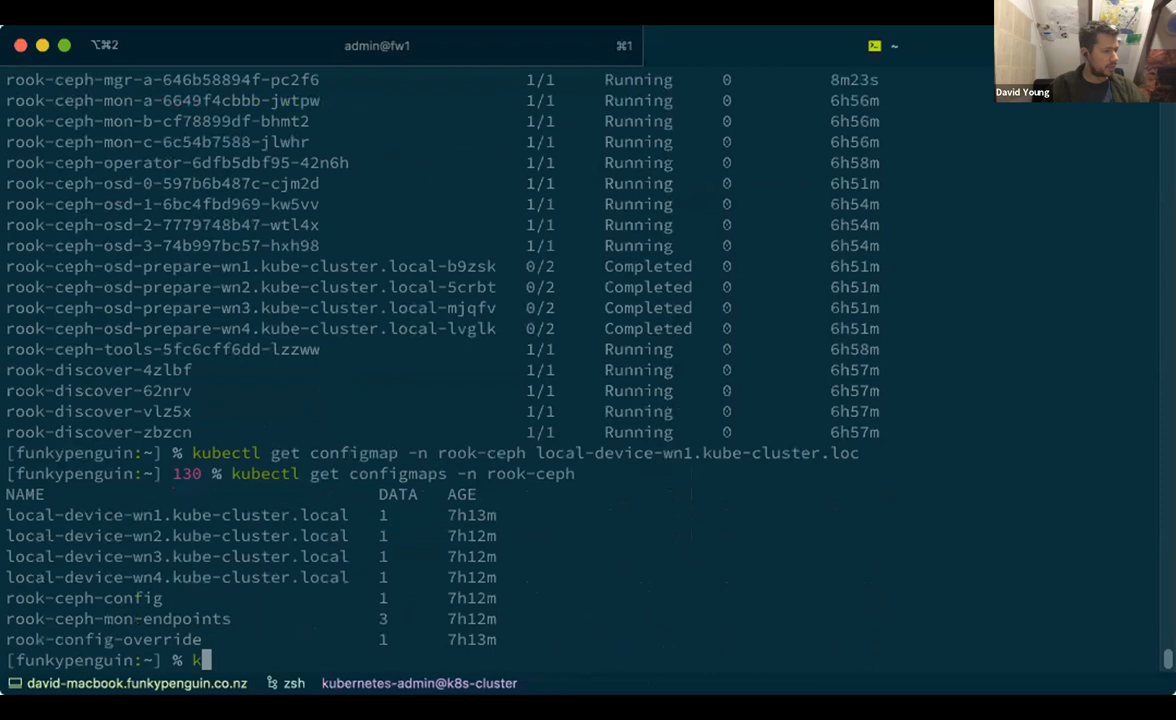 ⌥⌘2 admin@fw1 ⌘1 ~
David Young
rook-ceph-mgr-a-646b58894f-pc2f6 1/1 Running 0 8m23s
rook-ceph-mon-a-6649f4cbbb-jwtpw 1/1 Running 0 6h56m
rook-ceph-mon-b-cf78899df-bhmt2 1/1 Running 0 6h56m
rook-ceph-mon-c-6c54b7588-jlwhr 1/1 Running 0 6h56m
rook-ceph-operator-6dfb5dbf95-42n6h 1/1 Running 0 6h58m
rook-ceph-osd-0-597b6b487c-cjm2d 1/1 Running 0 6h51m
rook-ceph-osd-1-6bc4fbd969-kw5vv 1/1 Running 0 6h54m
rook-ceph-osd-2-7779748b47-wtl4x 1/1 Running 0 6h54m
rook-ceph-osd-3-74b997bc57-hxh98 1/1 Running 0 6h54m
rook-ceph-osd-prepare-wn1.kube-cluster.local-b9zsk 0/2 Completed 0 6h51m
rook-ceph-osd-prepare-wn2.kube-cluster.local-5crbt 0/2 Completed 0 6h51m
rook-ceph-osd-prepare-wn3.kube-cluster.local-mjqfv 0/2 Completed 0 6h51m
rook-ceph-osd-prepare-wn4.kube-cluster.local-lvglk 0/2 Completed 0 6h51m
rook-ceph-tools-5fc6cff6dd-lzzww 1/1 Running 0 6h58m
rook-discover-4zlbf 1/1 Running 0 6h57m
rook-discover-62nrv 1/1 Running 0 6h57m
rook-discover-vlz5x 1/1 Running 0 6h57m
rook-discover-zbzcn 1/1 Running 0 6h57m
[funkypenguin:~] % kubectl get configmap -n rook-ceph local-device-wn1.kube-cluster.loc
[funkypenguin:~] 130 % kubectl get configmaps -n rook-ceph
NAME DATA AGE
local-device-wn1.kube-cluster.local 1 7h13m
local-device-wn2.kube-cluster.local 1 7h12m
local-device-wn3.kube-cluster.local 1 7h12m
local-device-wn4.kube-cluster.local 1 7h12m
rook-ceph-config 1 7h12m
rook-ceph-mon-endpoints 3 7h12m
rook-config-override 1 7h13m
[funkypenguin:~] % k
david-macbook.funkypenguin.co.nz zsh kubernetes-admin@k8s-cluster